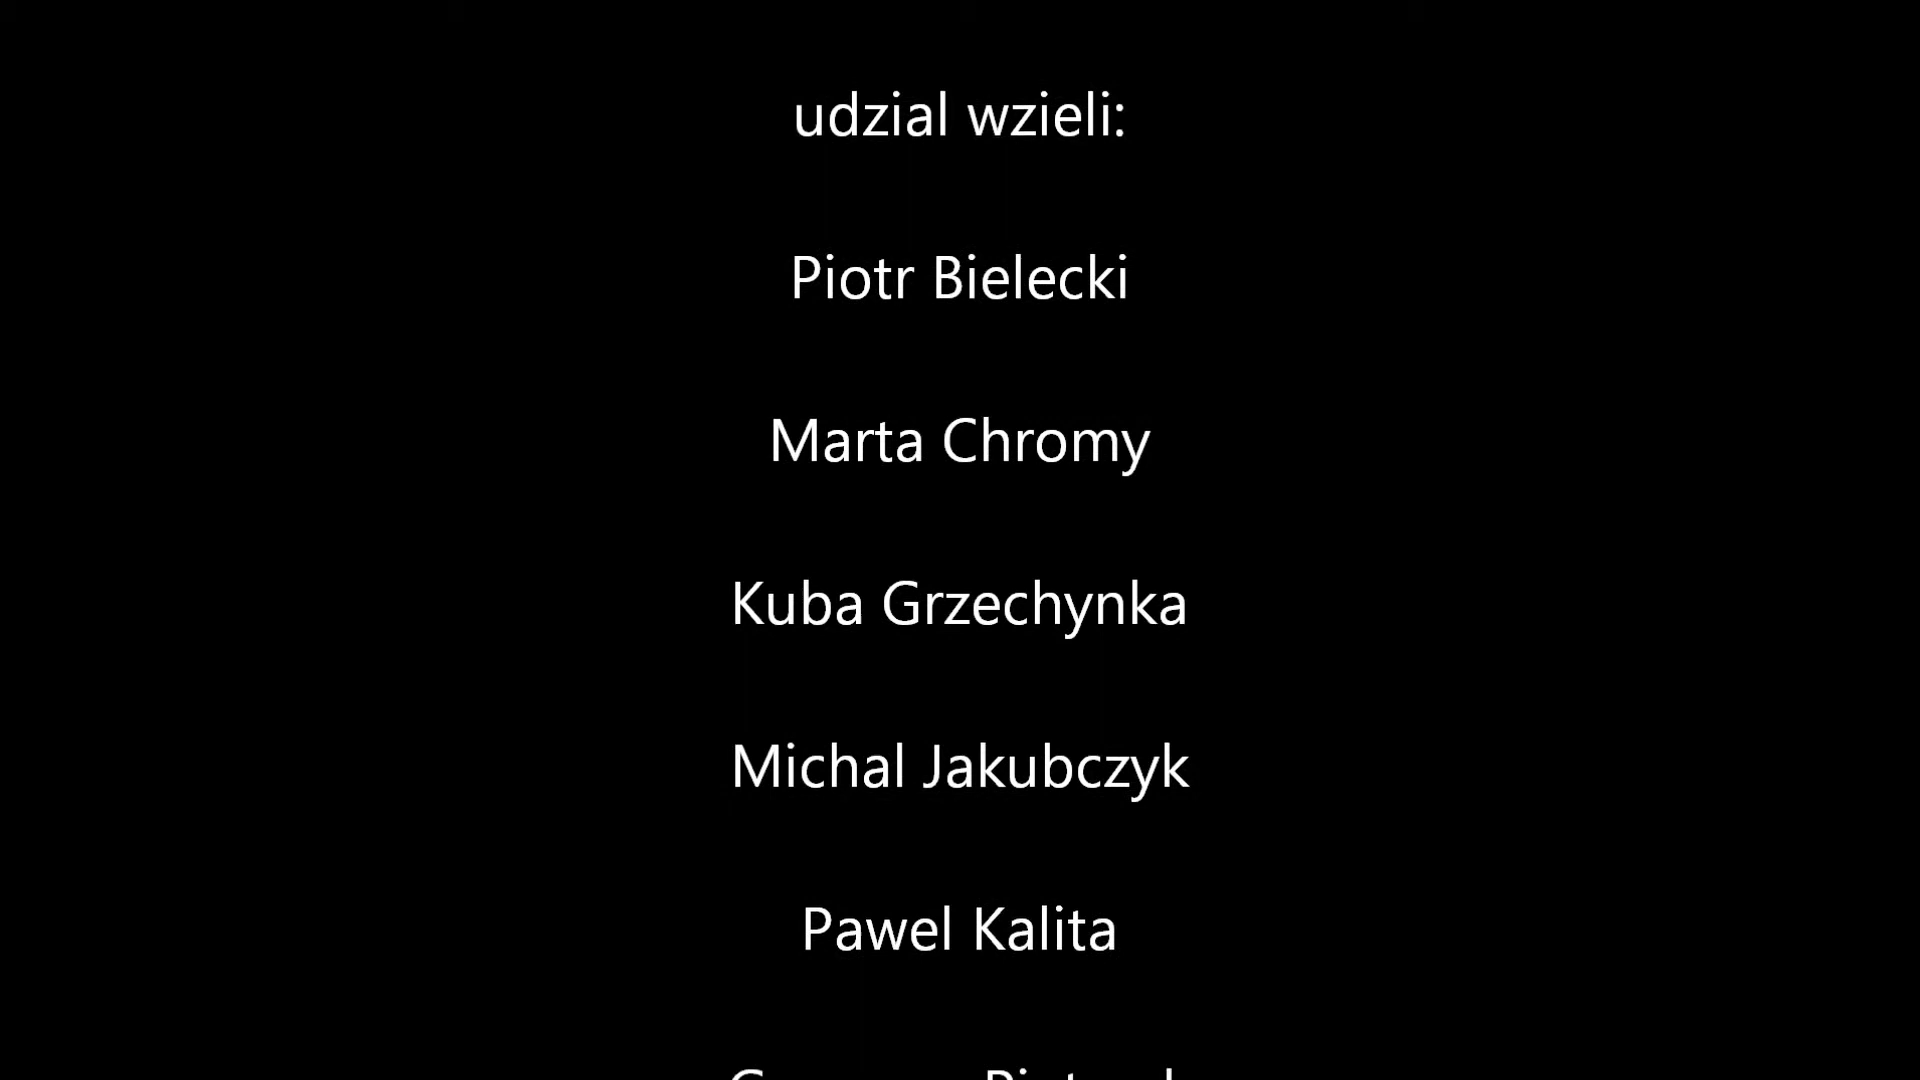 udzial wzieli:
Piotr Bielecki
Marta Chromy
Kuba Grzechynka
Michal Jakubczyk
Pawel Kalita